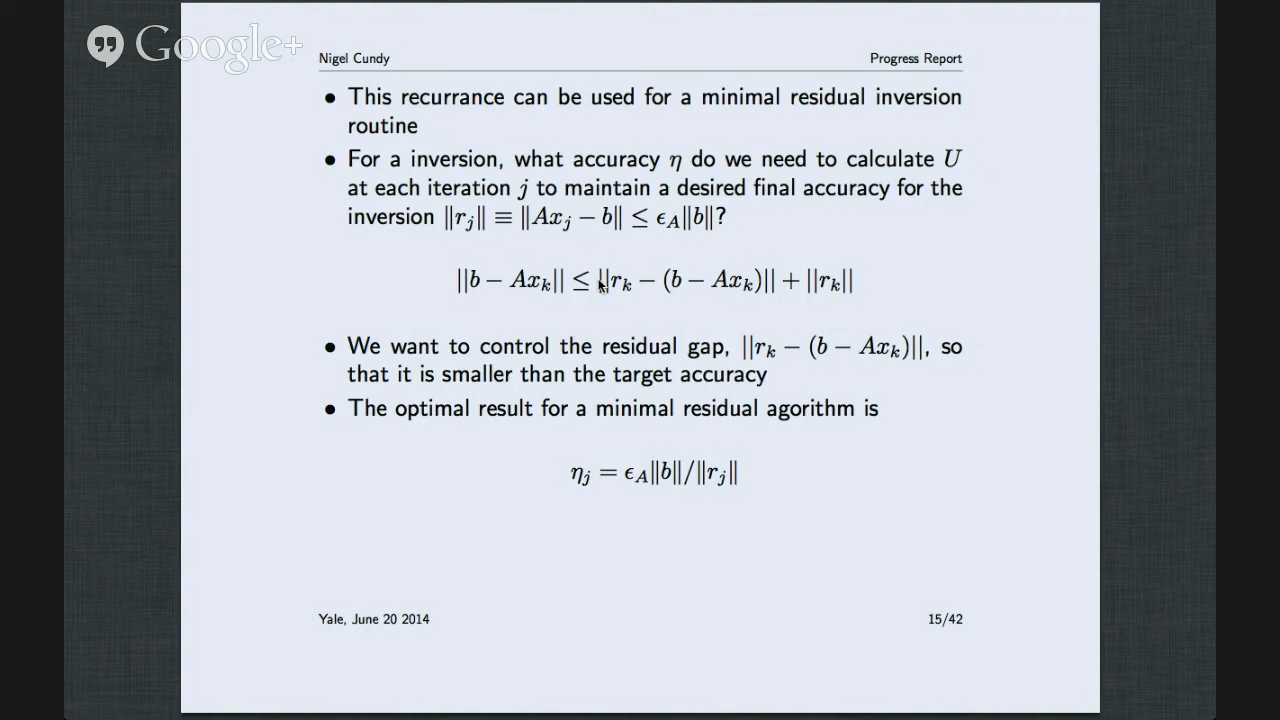 Google+
Nigel Cundy Progress Report
• This recurrance can be used for a minimal residual inversion
routine
• For a inversion, what accuracy η do we need to calculate U
at each iteration j to maintain a desired final accuracy for the
inversion ‖r_j‖ ≡ ‖Ax_j − b‖ ≤ ϵ_A‖b‖?
||b − Ax_k|| ≤ ||r_k − (b − Ax_k)|| + ||r_k||
• We want to control the residual gap, ||r_k − (b − Ax_k)||, so
that it is smaller than the target accuracy
• The optimal result for a minimal residual agorithm is
η_j = ϵ_A‖b‖/‖r_j‖
Yale, June 20 2014 15/42